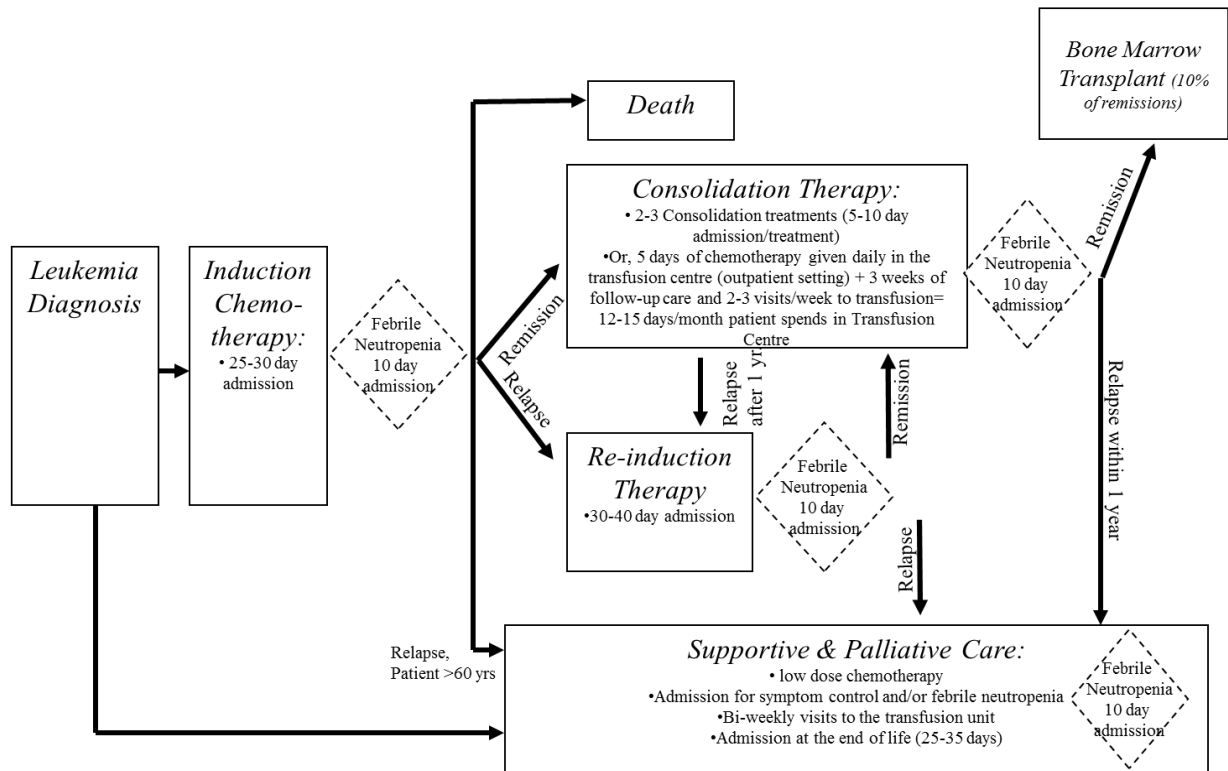 Bone Marrow
Transplant (10%
of remissions)
Death
Consolidation Therapy:
• 2-3 Consolidation treatments (5-10 day
admission/treatment)
•Or, 5 days of chemotherapy given daily in the
transfusion centre (outpatient setting) + 3 weeks of
follow-up care and 2-3 visits/week to transfusion=
12-15 days/month patient spends in Transfusion
Centre
Leukemia
Diagnosis
Induction
Chemo-
therapy:
• 25-30 day
admission
Febrile
Neutropenia
10 day
admission
Remission
Relapse
Febrile
Neutropenia
10 day
admission
Remission
Relapse within 1 year
Relapse
after 1 yr.
Remission
Re-induction
Therapy
•30-40 day admission
Febrile
Neutropenia
10 day
admission
Relapse
Relapse,
Patient >60 yrs
Supportive & Palliative Care:
• low dose chemotherapy
•Admission for symptom control and/or febrile neutropenia
•Bi-weekly visits to the transfusion unit
•Admission at the end of life (25-35 days)
Febrile
Neutropenia
10 day
admission